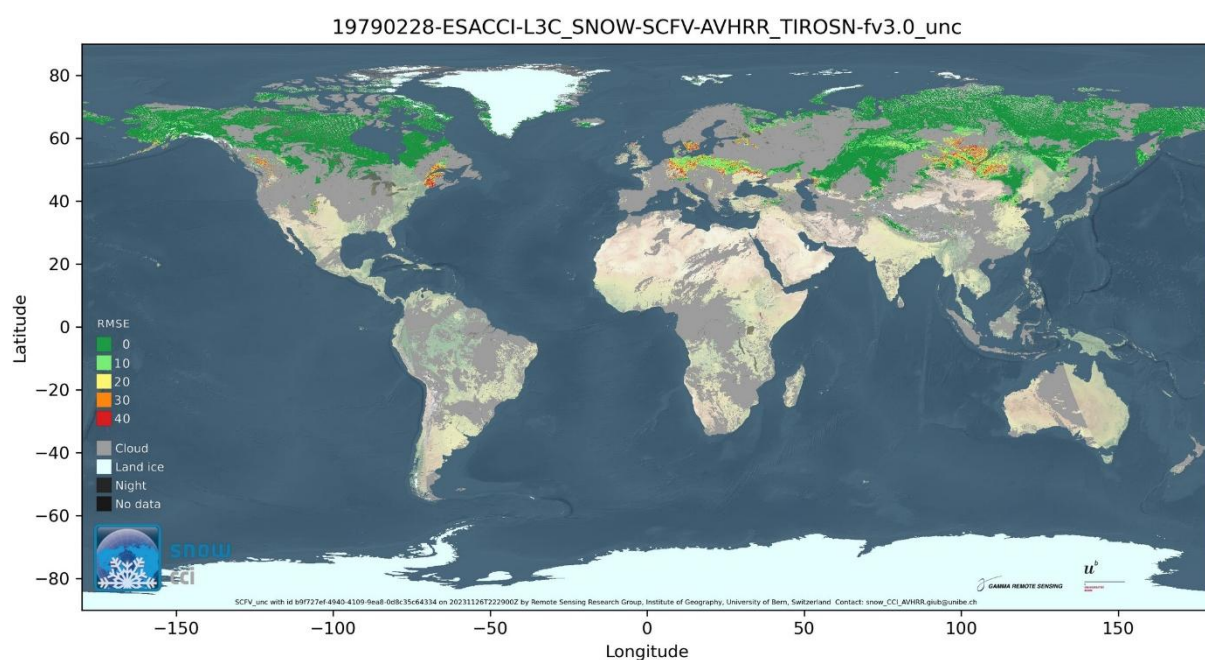 19790228-ESACCI-L3C_SNOW-SCFV-AVHRR_TIROSN-fv3.0_unc
Latitude
80
60
40
20
0
−20
−40
−60
−80
RMSE
0
10
20
30
40
Cloud
Land ice
Night
No data
snow
cci
GAMMA REMOTE SENSING
u
b
SCFV_unc with id b9f727ef-4940-4109-9ea8-0d8c35c64334 on 20231126T222900Z by Remote Sensing Research Group, Institute of Geography, University of Bern, Switzerland Contact: snow_CCI_AVHRR.giub@unibe.ch
−150
−100
−50
0
50
100
150
Longitude